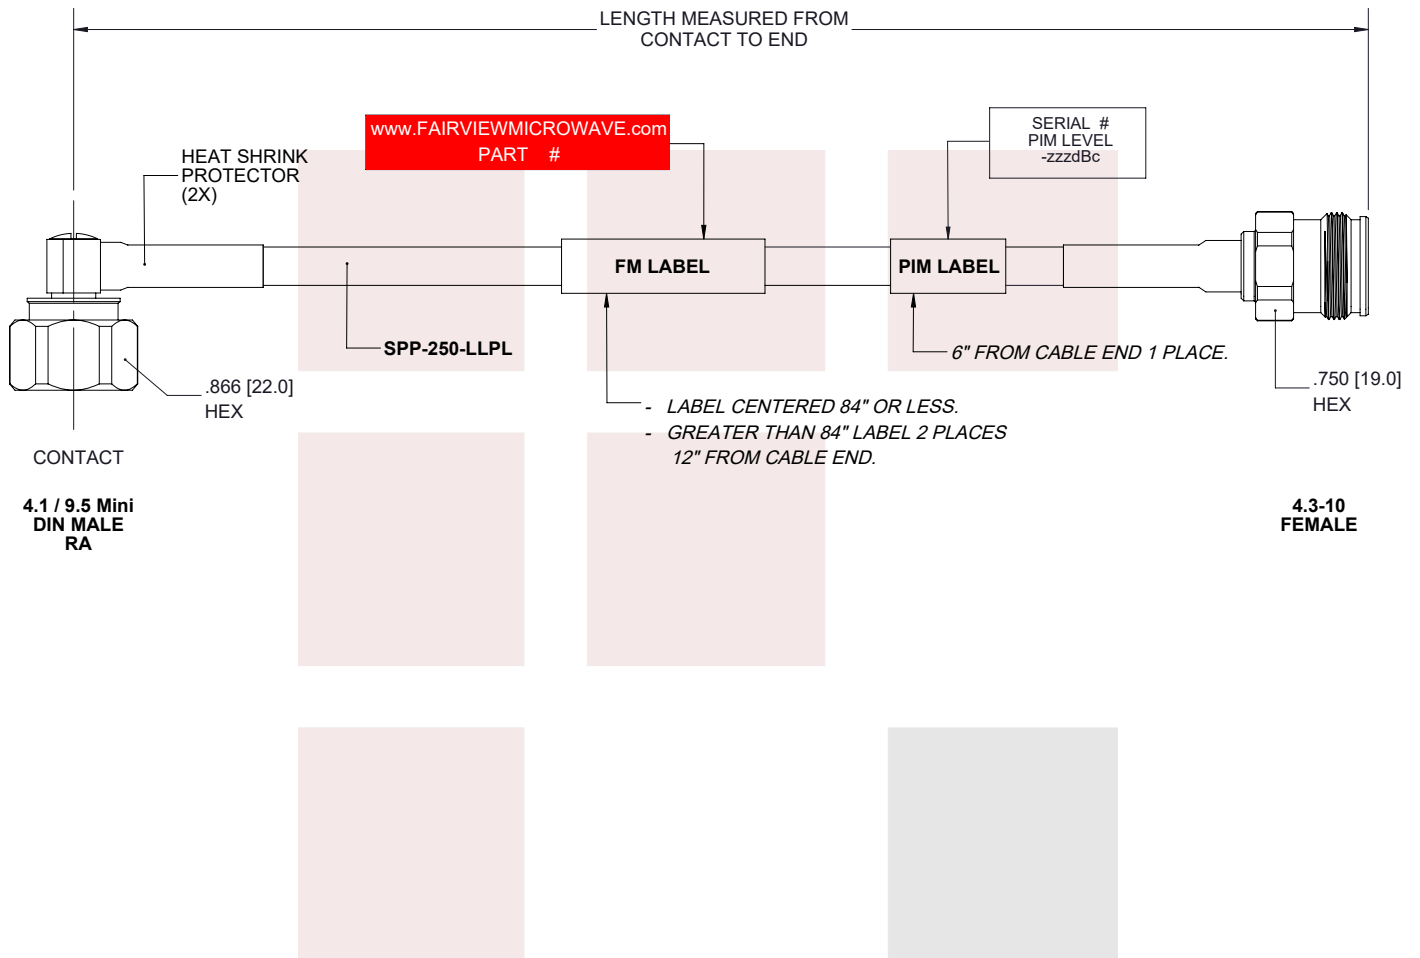 LENGTH MEASURED FROM
CONTACT TO END
www.FAIRVIEWMICROWAVE.com
PART #
SERIAL #
PIM LEVEL
-zzzdBc
HEAT SHRINK
PROTECTOR
(2X)
FM LABEL
PIM LABEL
SPP-250-LLPL
6" FROM CABLE END 1 PLACE.
.866 [22.0]
HEX
.750 [19.0]
HEX
- LABEL CENTERED 84" OR LESS.
- GREATER THAN 84" LABEL 2 PLACES
12" FROM CABLE END.
CONTACT
4.1 / 9.5 Mini
DIN MALE
RA
4.3-10
FEMALE